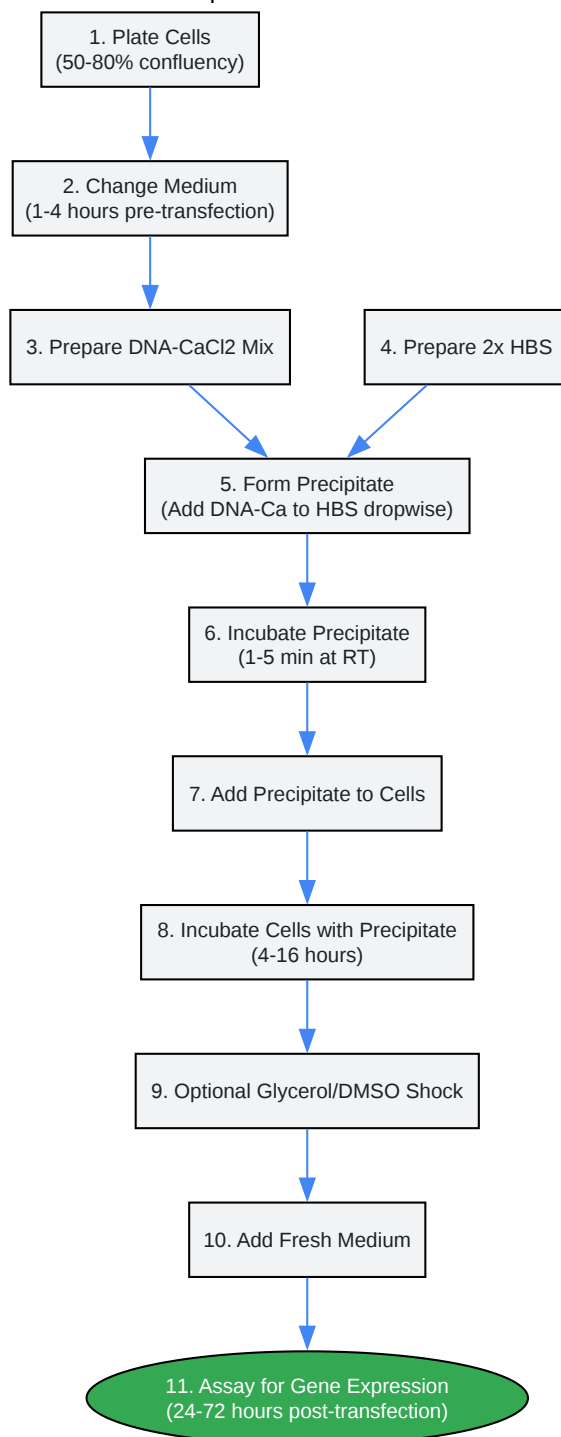 1. Plate Cells
(50-80% confluency)
2. Change Medium
(1-4 hours pre-transfection)
3. Prepare DNA-CaCl2 Mix
4. Prepare 2x HBS
5. Form Precipitate
(Add DNA-Ca to HBS dropwise)
6. Incubate Precipitate
(1-5 min at RT)
7. Add Precipitate to Cells
8. Incubate Cells with Precipitate
(4-16 hours)
9. Optional Glycerol/DMSO Shock
10. Add Fresh Medium
11. Assay for Gene Expression
(24-72 hours post-transfection)